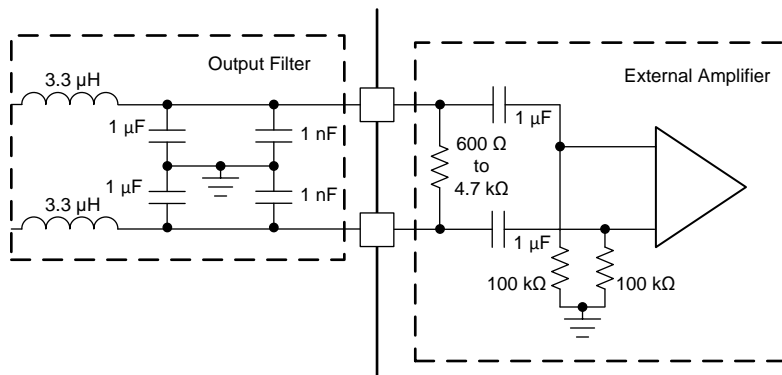 Output Filter
External Amplifier
3.3 µH
1 µF
1 nF
1 µF
600 Ω
to
4.7 kΩ
1 µF
1 nF
3.3 µH
1 µF
100 kΩ
100 kΩ